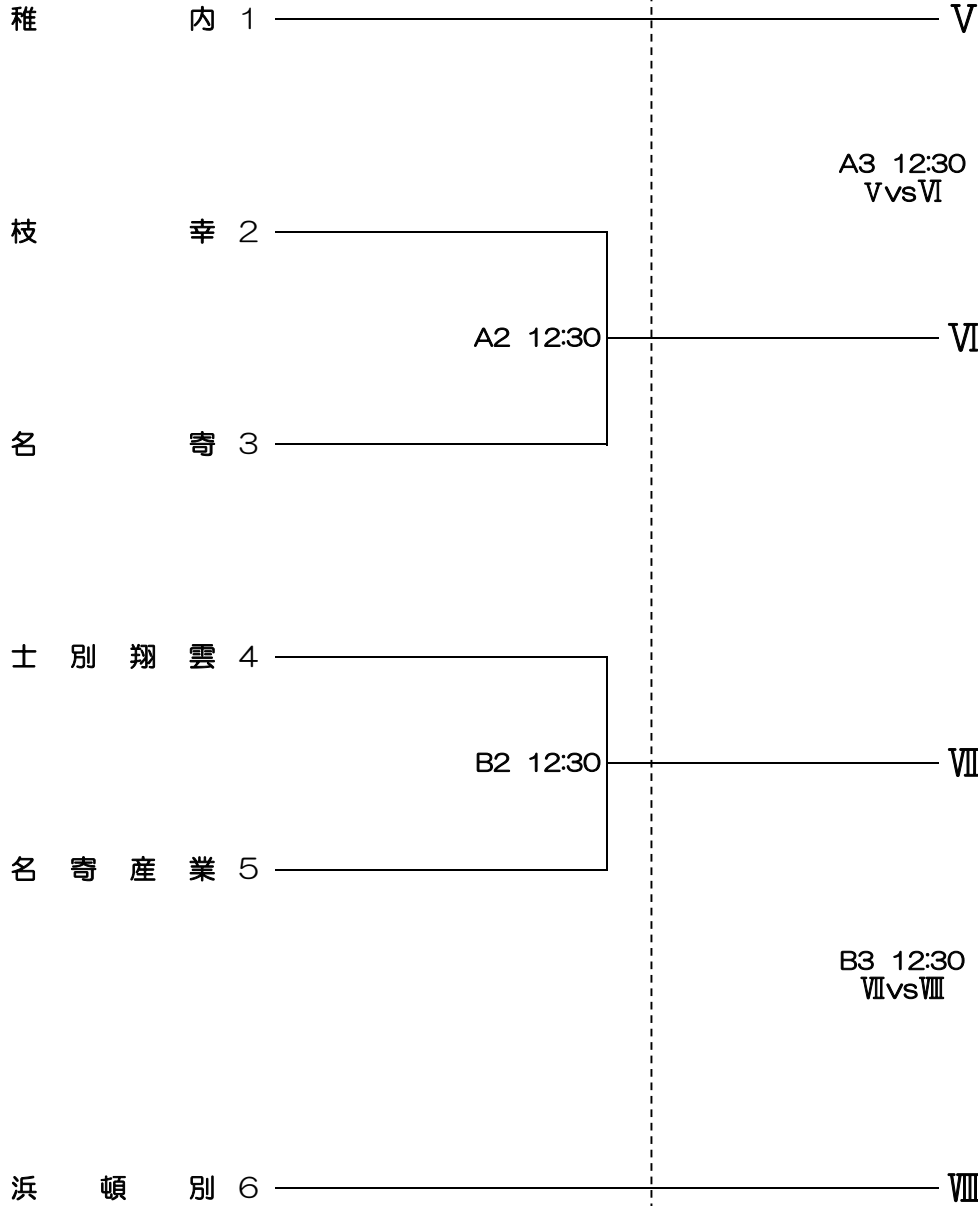 稚内 1 Ⅴ
A3 12:30
ⅤvsⅥ
枝幸 2
A2 12:30 Ⅵ
名寄 3
士別翔雲 4
B2 12:30 Ⅶ
名寄産業 5
B3 12:30
ⅦvsⅧ
浜頓別 6 Ⅷ